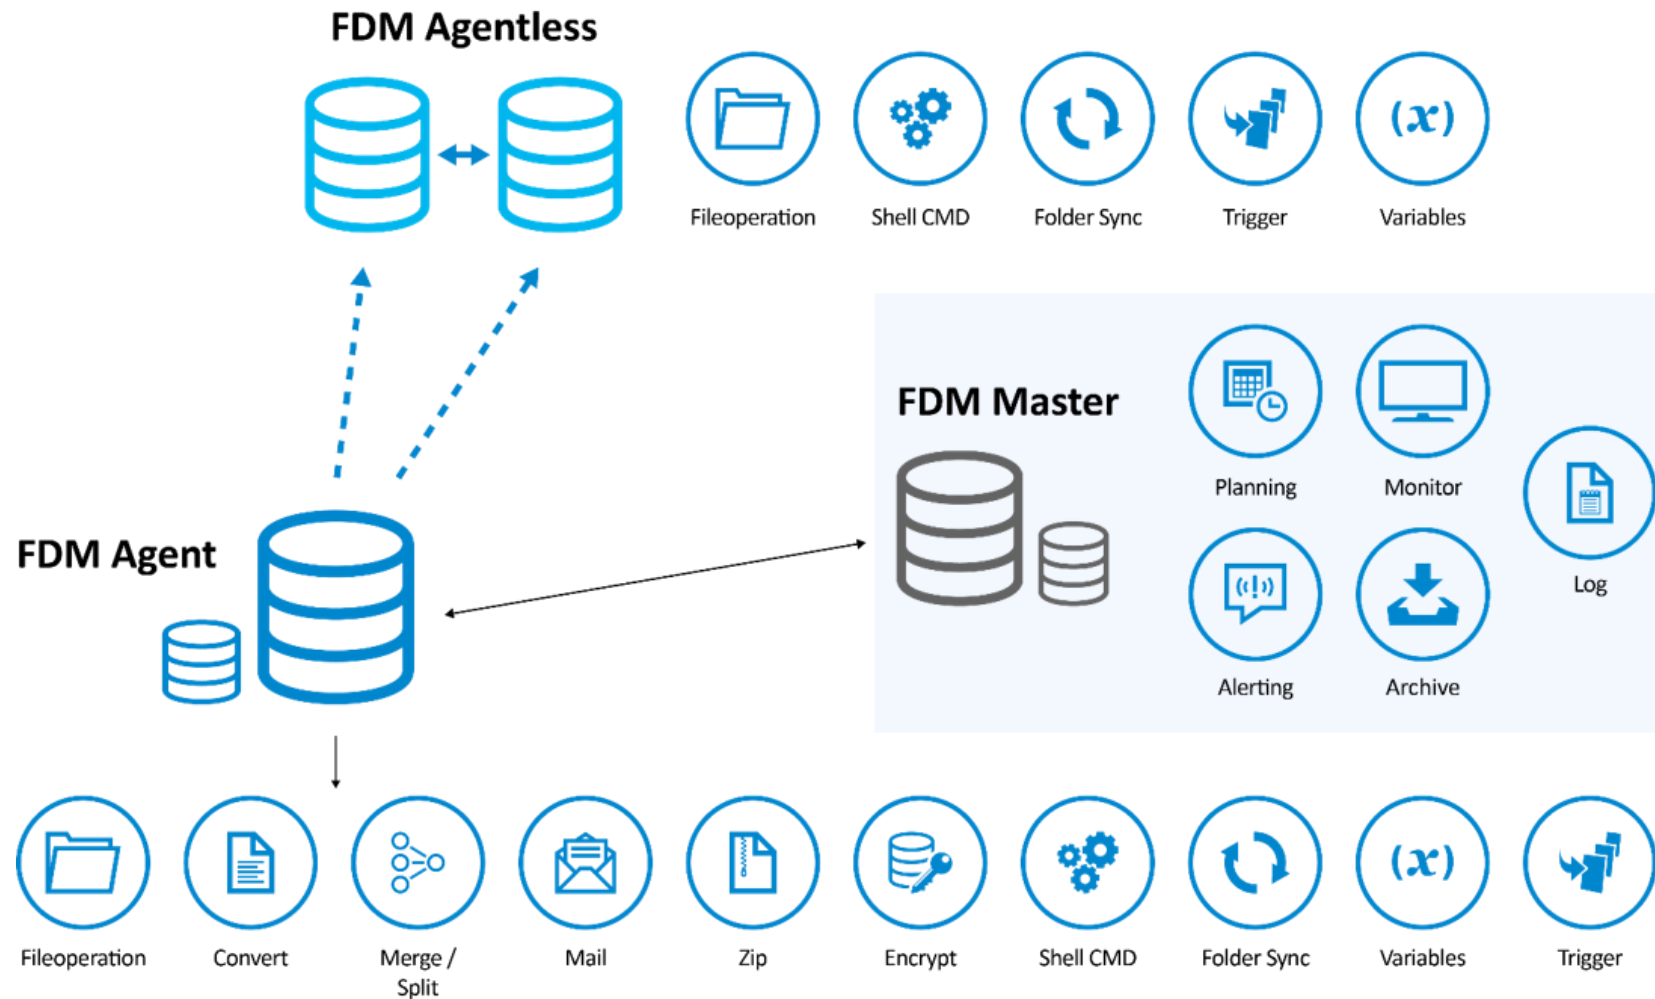 FDM Agentless
Fileoperation
Shell CMD
Folder Sync
Trigger
Variables
(x)
FDM Master
Planning
Monitor
Log
Alerting
Archive
FDM Agent
Fileoperation
Convert
Merge /
Split
Mail
Zip
Encrypt
Shell CMD
Folder Sync
(x)
Variables
Trigger